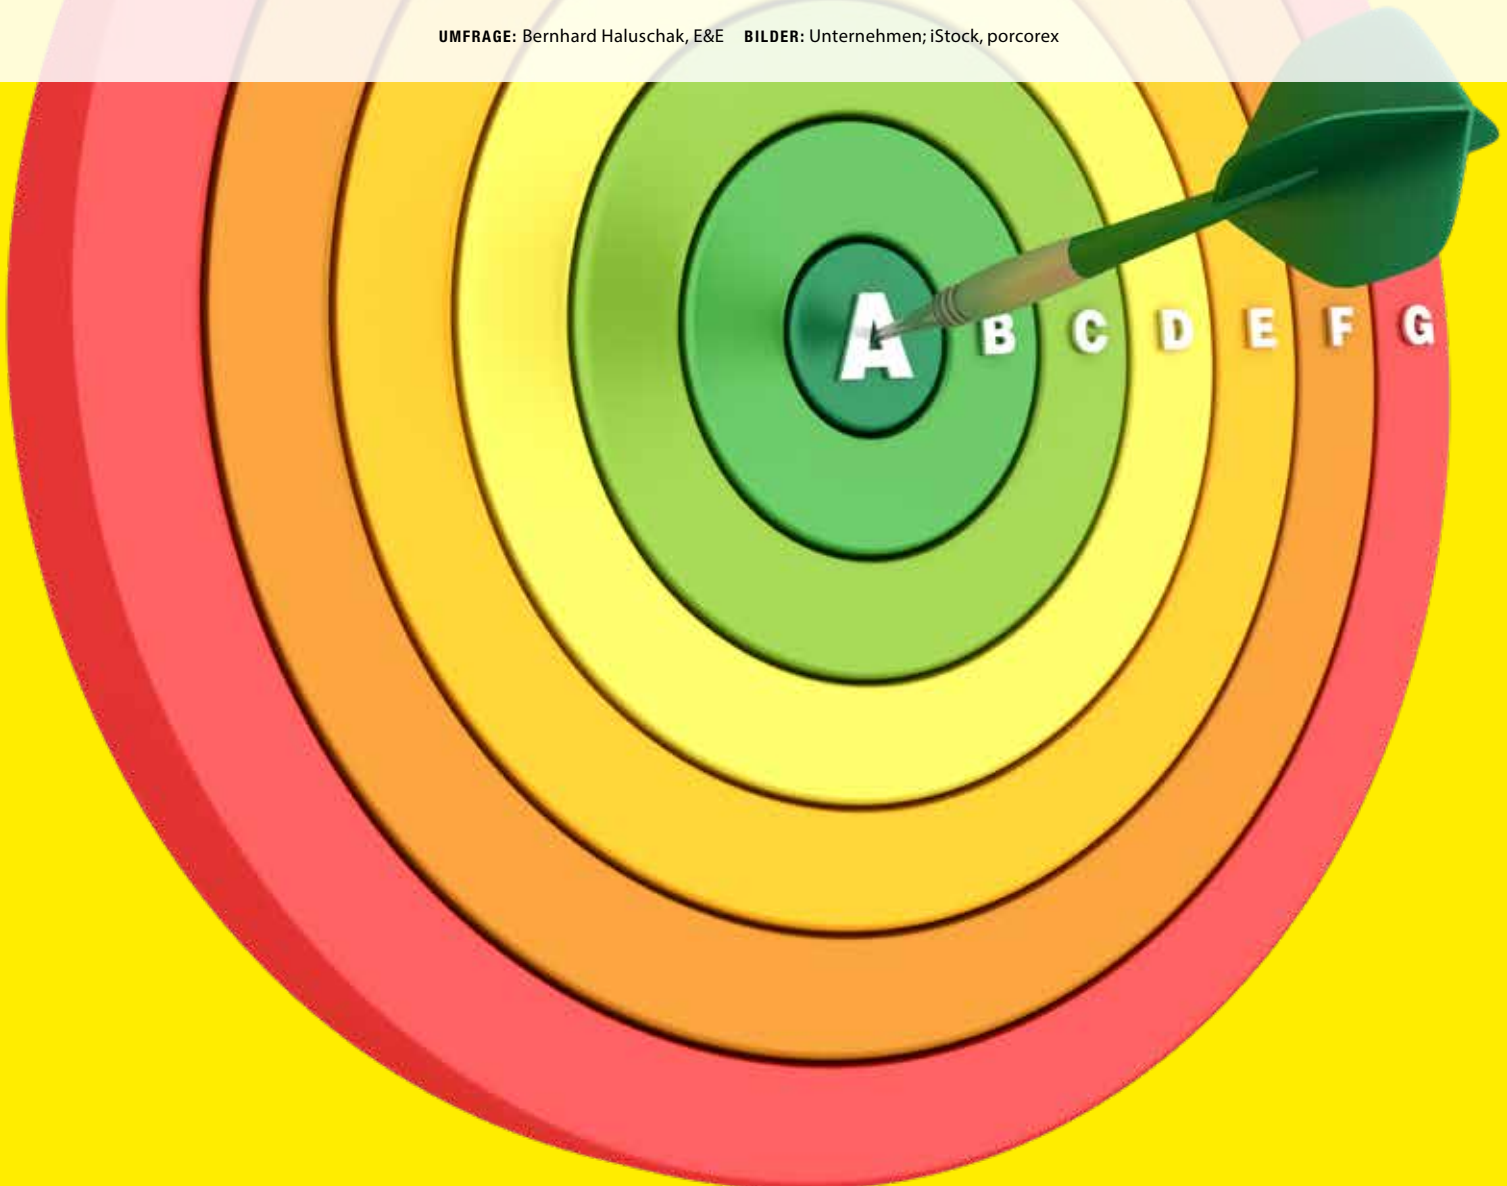 UMFRAGE: Bernhard Haluschak, E&E BILDER: Unternehmen; iStock, porcorex
A B C D E F G